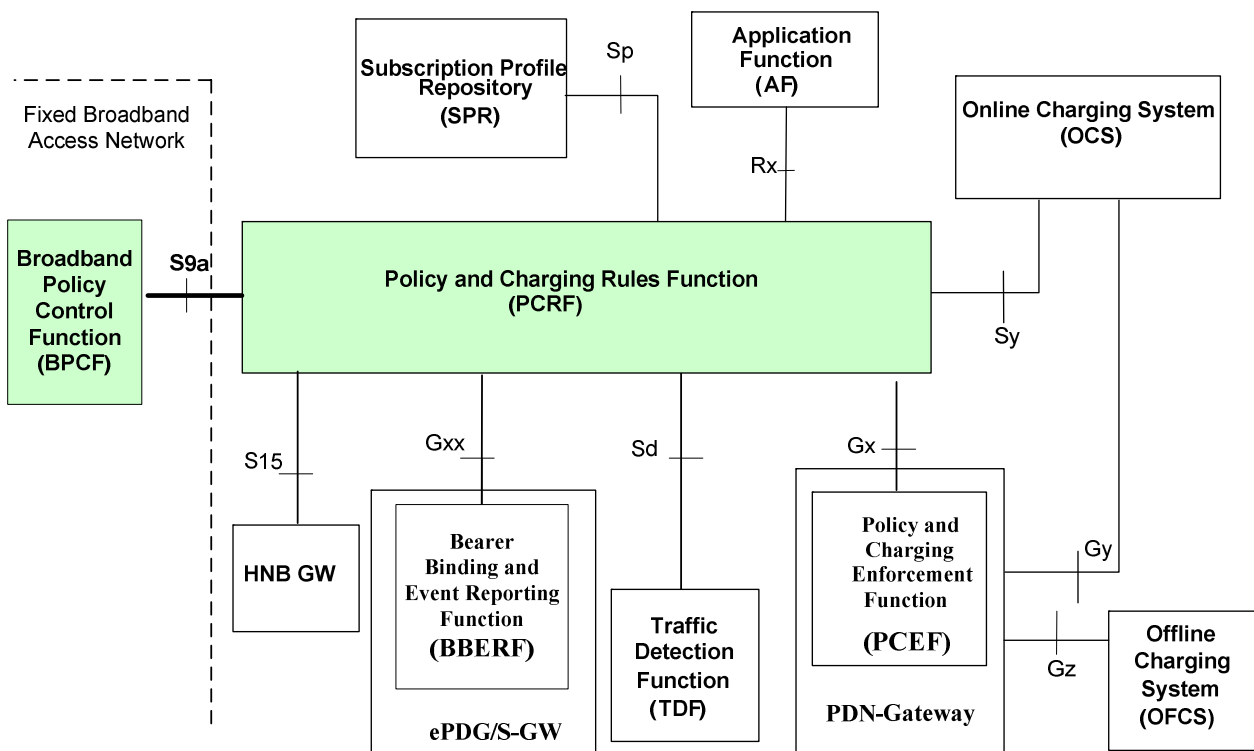 Subscription Profile
Repository
(SPR)
Sp
Application
Function
(AF)
Rx
Online Charging System
(OCS)
Fixed Broadband
Access Network
Broadband
Policy
Control
Function
(BPCF)
S9a
Policy and Charging Rules Function
(PCRF)
Sy
S15
Gxx
Sd
Gx
HNB GW
Bearer
Binding and
Event Reporting
Function
(BBERF)
ePDG/S-GW
Traffic
Detection
Function
(TDF)
Policy and
Charging
Enforcement
Function
(PCEF)
PDN-Gateway
Gy
Gz
Offline
Charging
System
(OFCS)